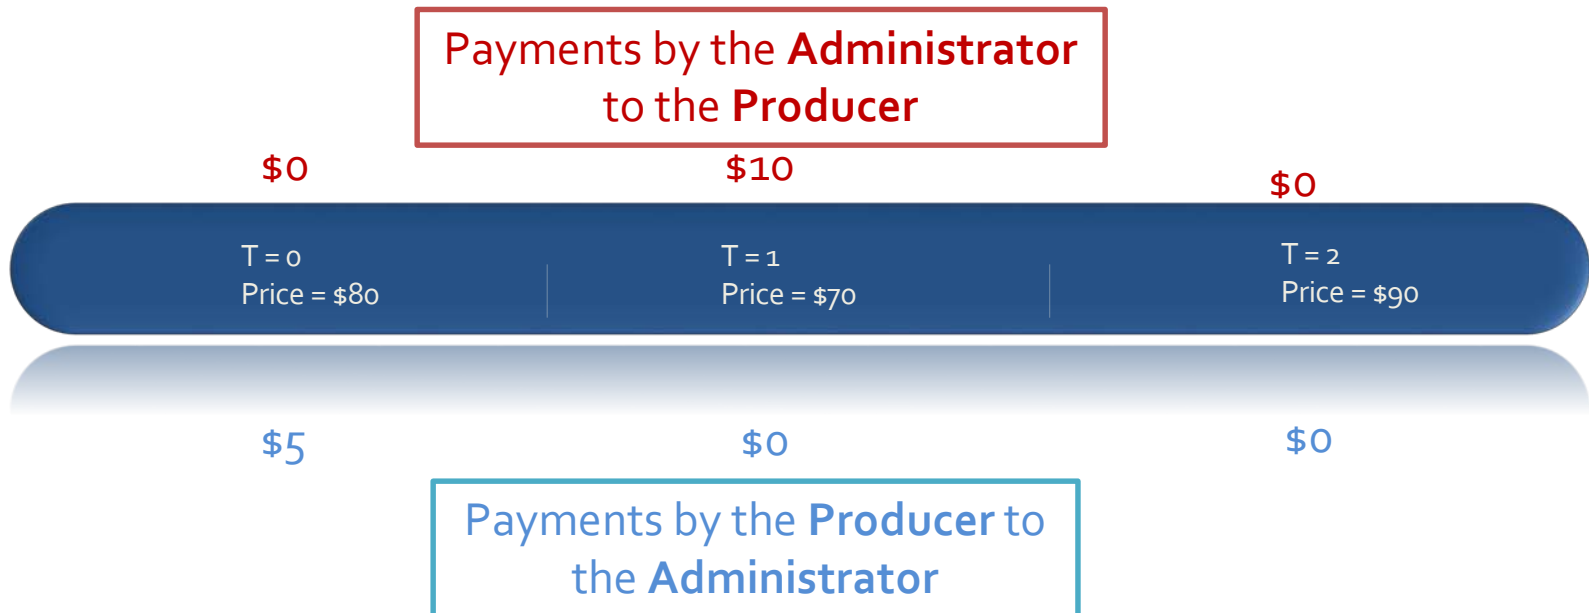 Payments by the Administrator
to the Producer
$0
$10
$0
T = 0
Price = $80
T = 1
Price = $70
T = 2
Price = $90
$5
$0
$0
Payments by the Producer to
the Administrator